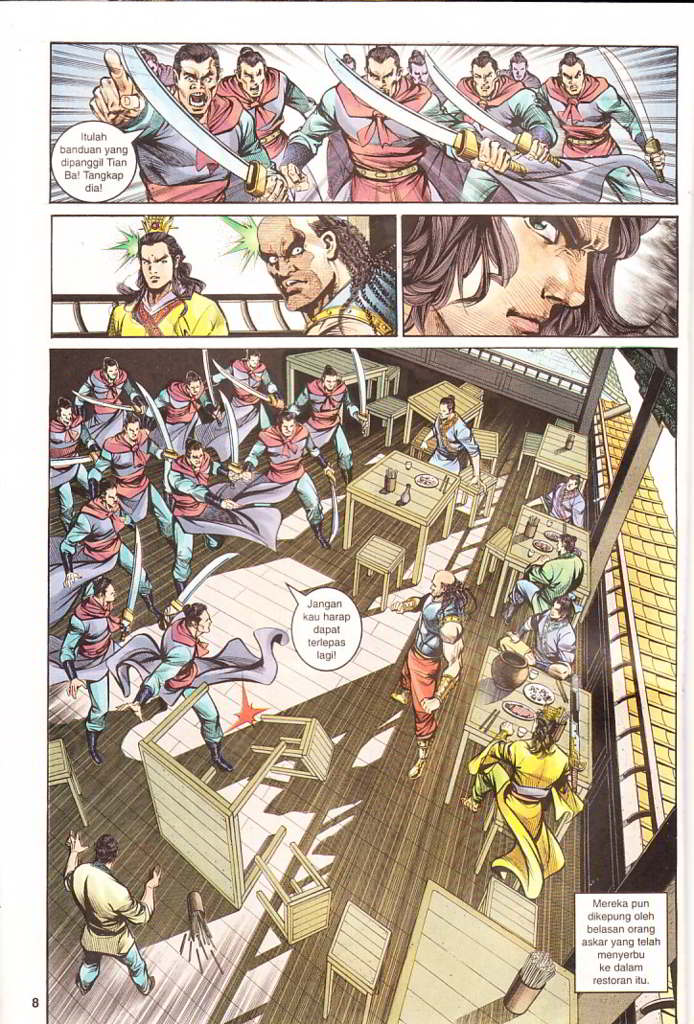 Itulah
banduan yang
dipanggil Tian
Ba! Tangkap
dia!
Jangan
kau harap
dapat
terlepas
lagi!
Mereka pun
dikepung oleh
belasan orang
askar yang telah
menyerbu
ke dalam
restoran itu.
8